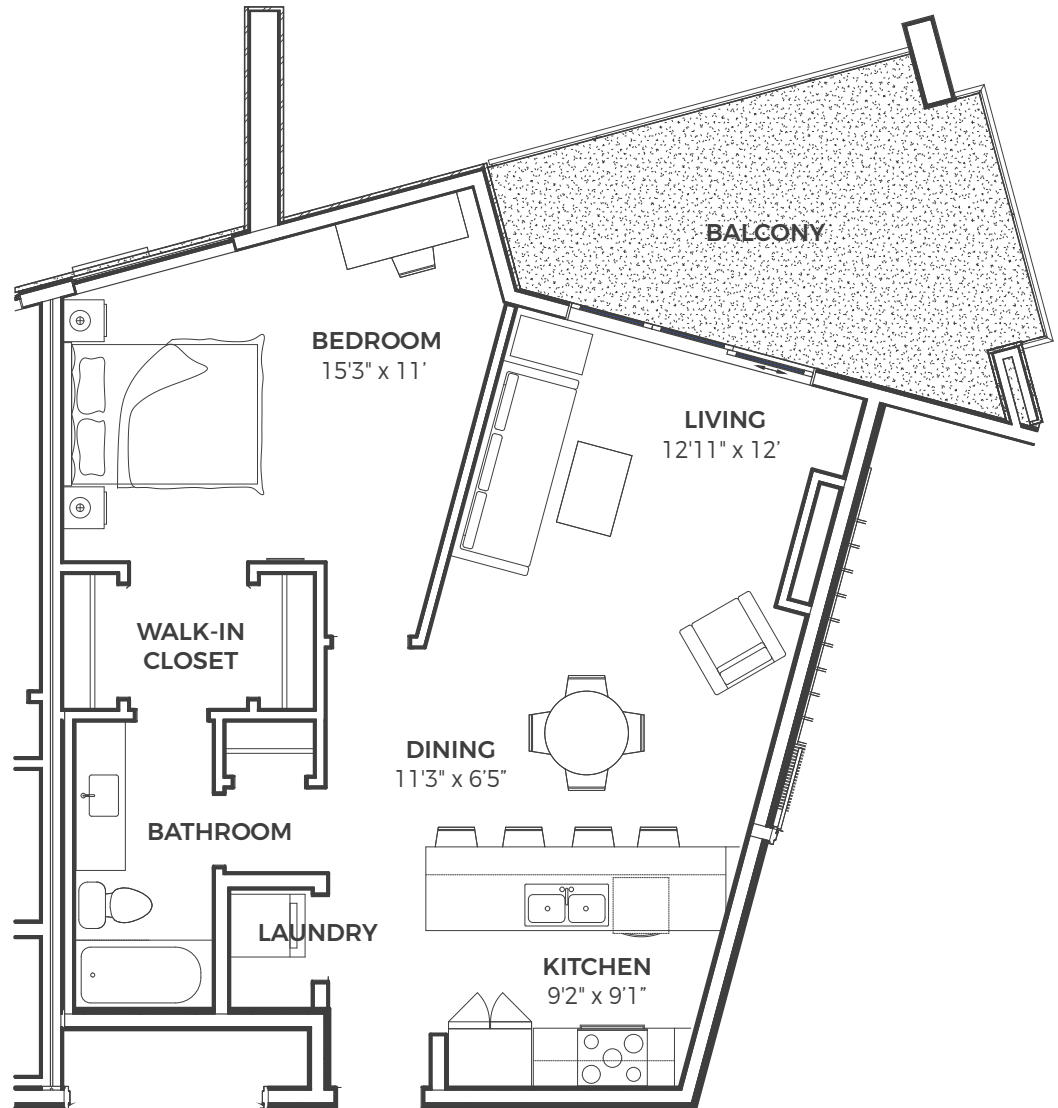 BALCONY
BEDROOM
15'3" x 11’
LIVING
12'11" x 12’
WALK-IN
CLOSET
DINING
11'3" x 6’5”
BATHROOM
LAUNDRY
KITCHEN
9'2" x 9’1”